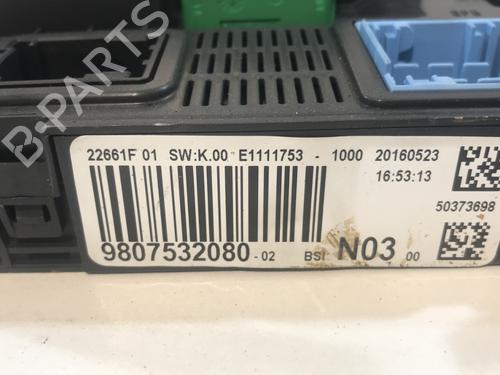 22661F 01 SW:K.00 E1111753 - 1000 20160523
16:53:13
50373698
9807532080-02 BSI N03 00
B-PARTS